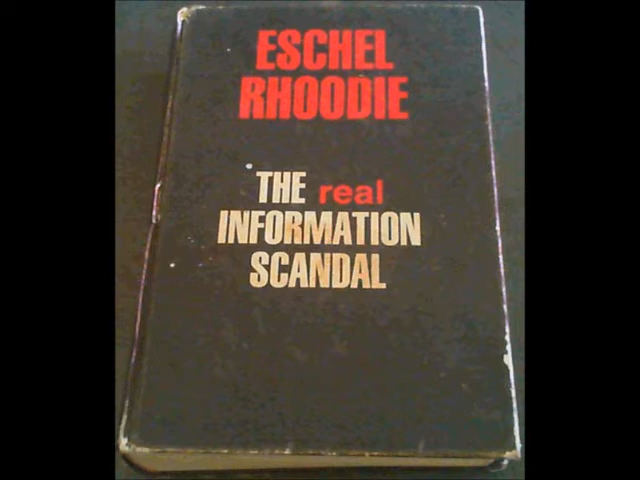 ESCHEL
RHOODIE
THE real
INFORMATION
SCANDAL